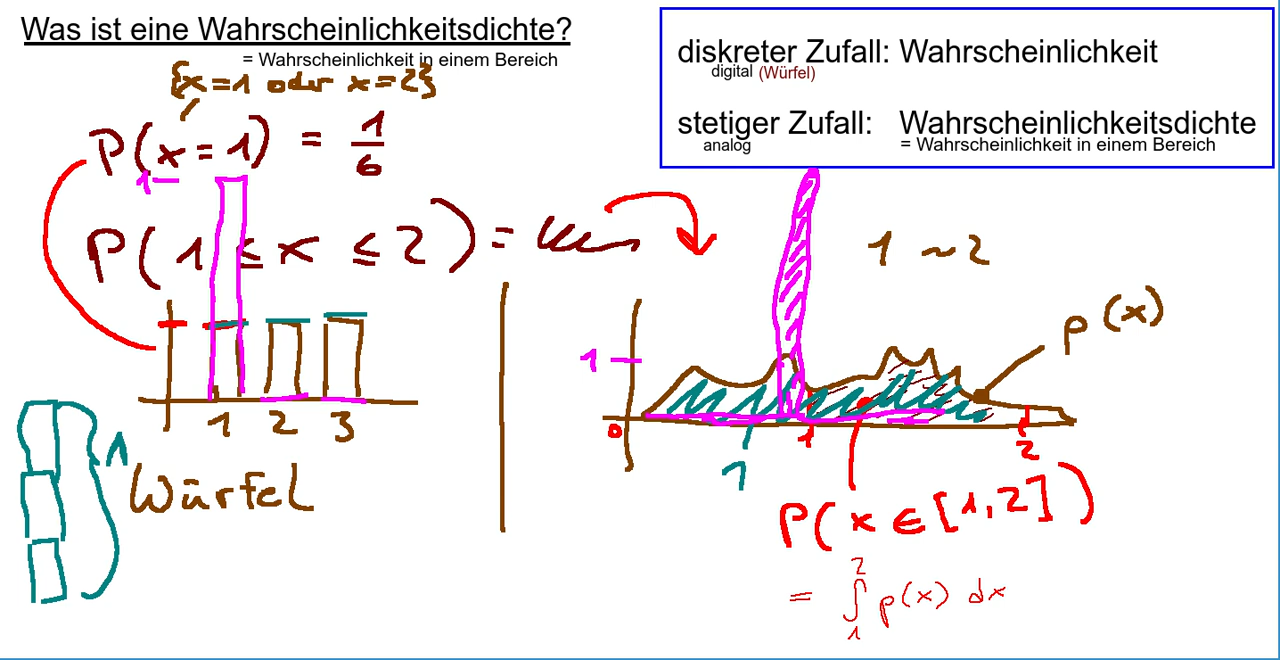 Was ist eine Wahrscheinlichkeitsdichte?
= Wahrscheinlichkeit in einem Bereich
{x=1 oder x=2}
P(x=1) = 1/6
1
P(1 ≤ x ≤ 2) =
1 2 3
1
Würfel
diskreter Zufall: Wahrscheinlichkeit
digital (Würfel)
stetiger Zufall: Wahrscheinlichkeitsdichte
analog = Wahrscheinlichkeit in einem Bereich
1 ~2
p(x)
1
0 1 2
1
P(x ∈ [1,2])
= ∫₁² p(x) dx